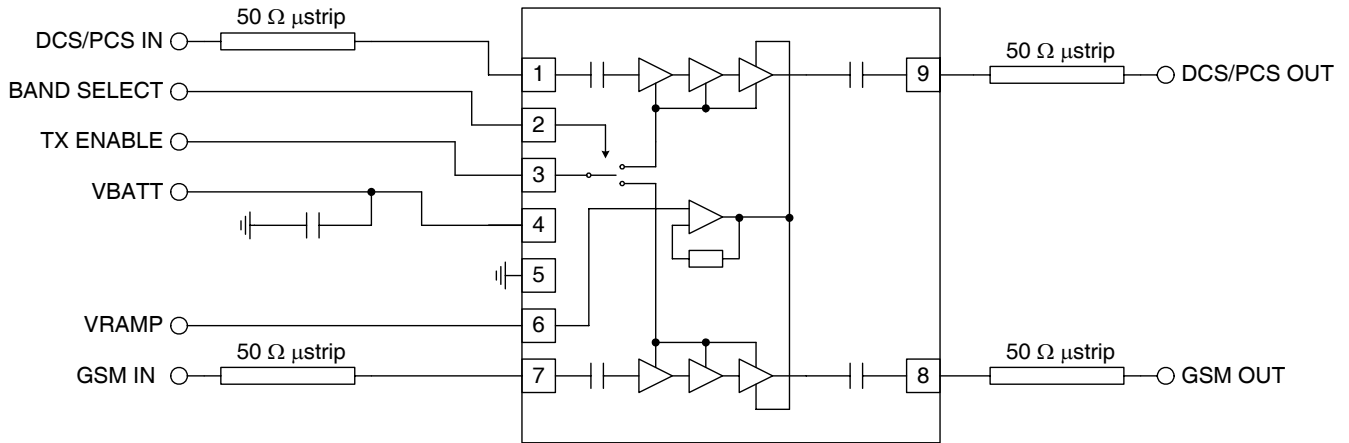 50 Ω μstrip
DCS/PCS IN
BAND SELECT
TX ENABLE
VBATT
VRAMP
50 Ω μstrip
GSM IN
1
2
3
4
5
6
7
9
8
50 Ω μstrip
DCS/PCS OUT
50 Ω μstrip
GSM OUT